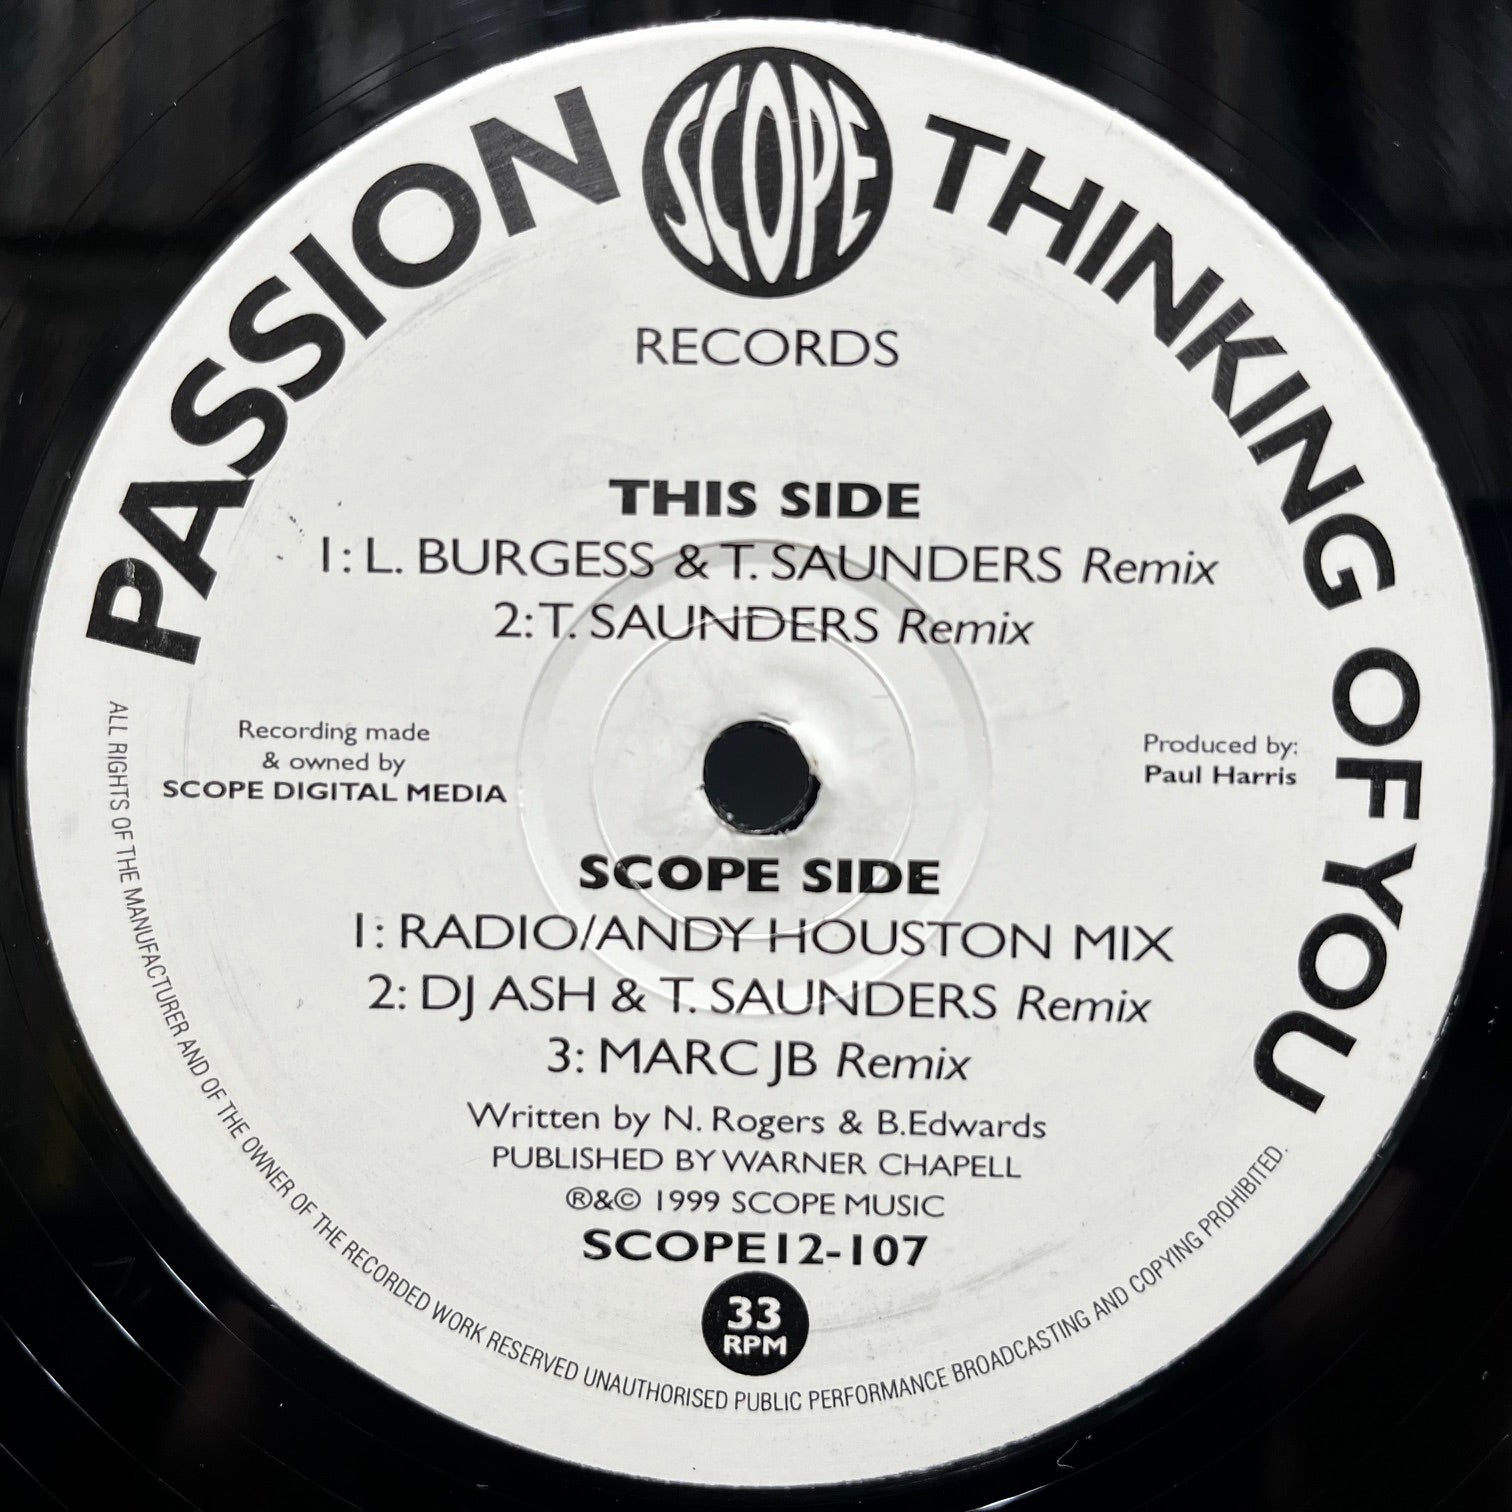 PASSION
SCOPE
THINKING OF YOU
RECORDS
THIS SIDE
1: L. BURGESS & T. SAUNDERS Remix
2: T. SAUNDERS Remix
Recording made
& owned by
SCOPE DIGITAL MEDIA
Produced by:
Paul Harris
SCOPE SIDE
1: RADIO/ANDY HOUSTON MIX
2: DJ ASH & T. SAUNDERS Remix
3: MARC JB Remix
Written by N. Rogers & B.Edwards
PUBLISHED BY WARNER CHAPELL
®&© 1999 SCOPE MUSIC
SCOPE12-107
33
RPM
ALL RIGHTS OF THE MANUFACTURER AND OF THE OWNER OF THE RECORDED WORK RESERVED UNAUTHORISED PUBLIC PERFORMANCE BROADCASTING AND COPYING PROHIBITED.